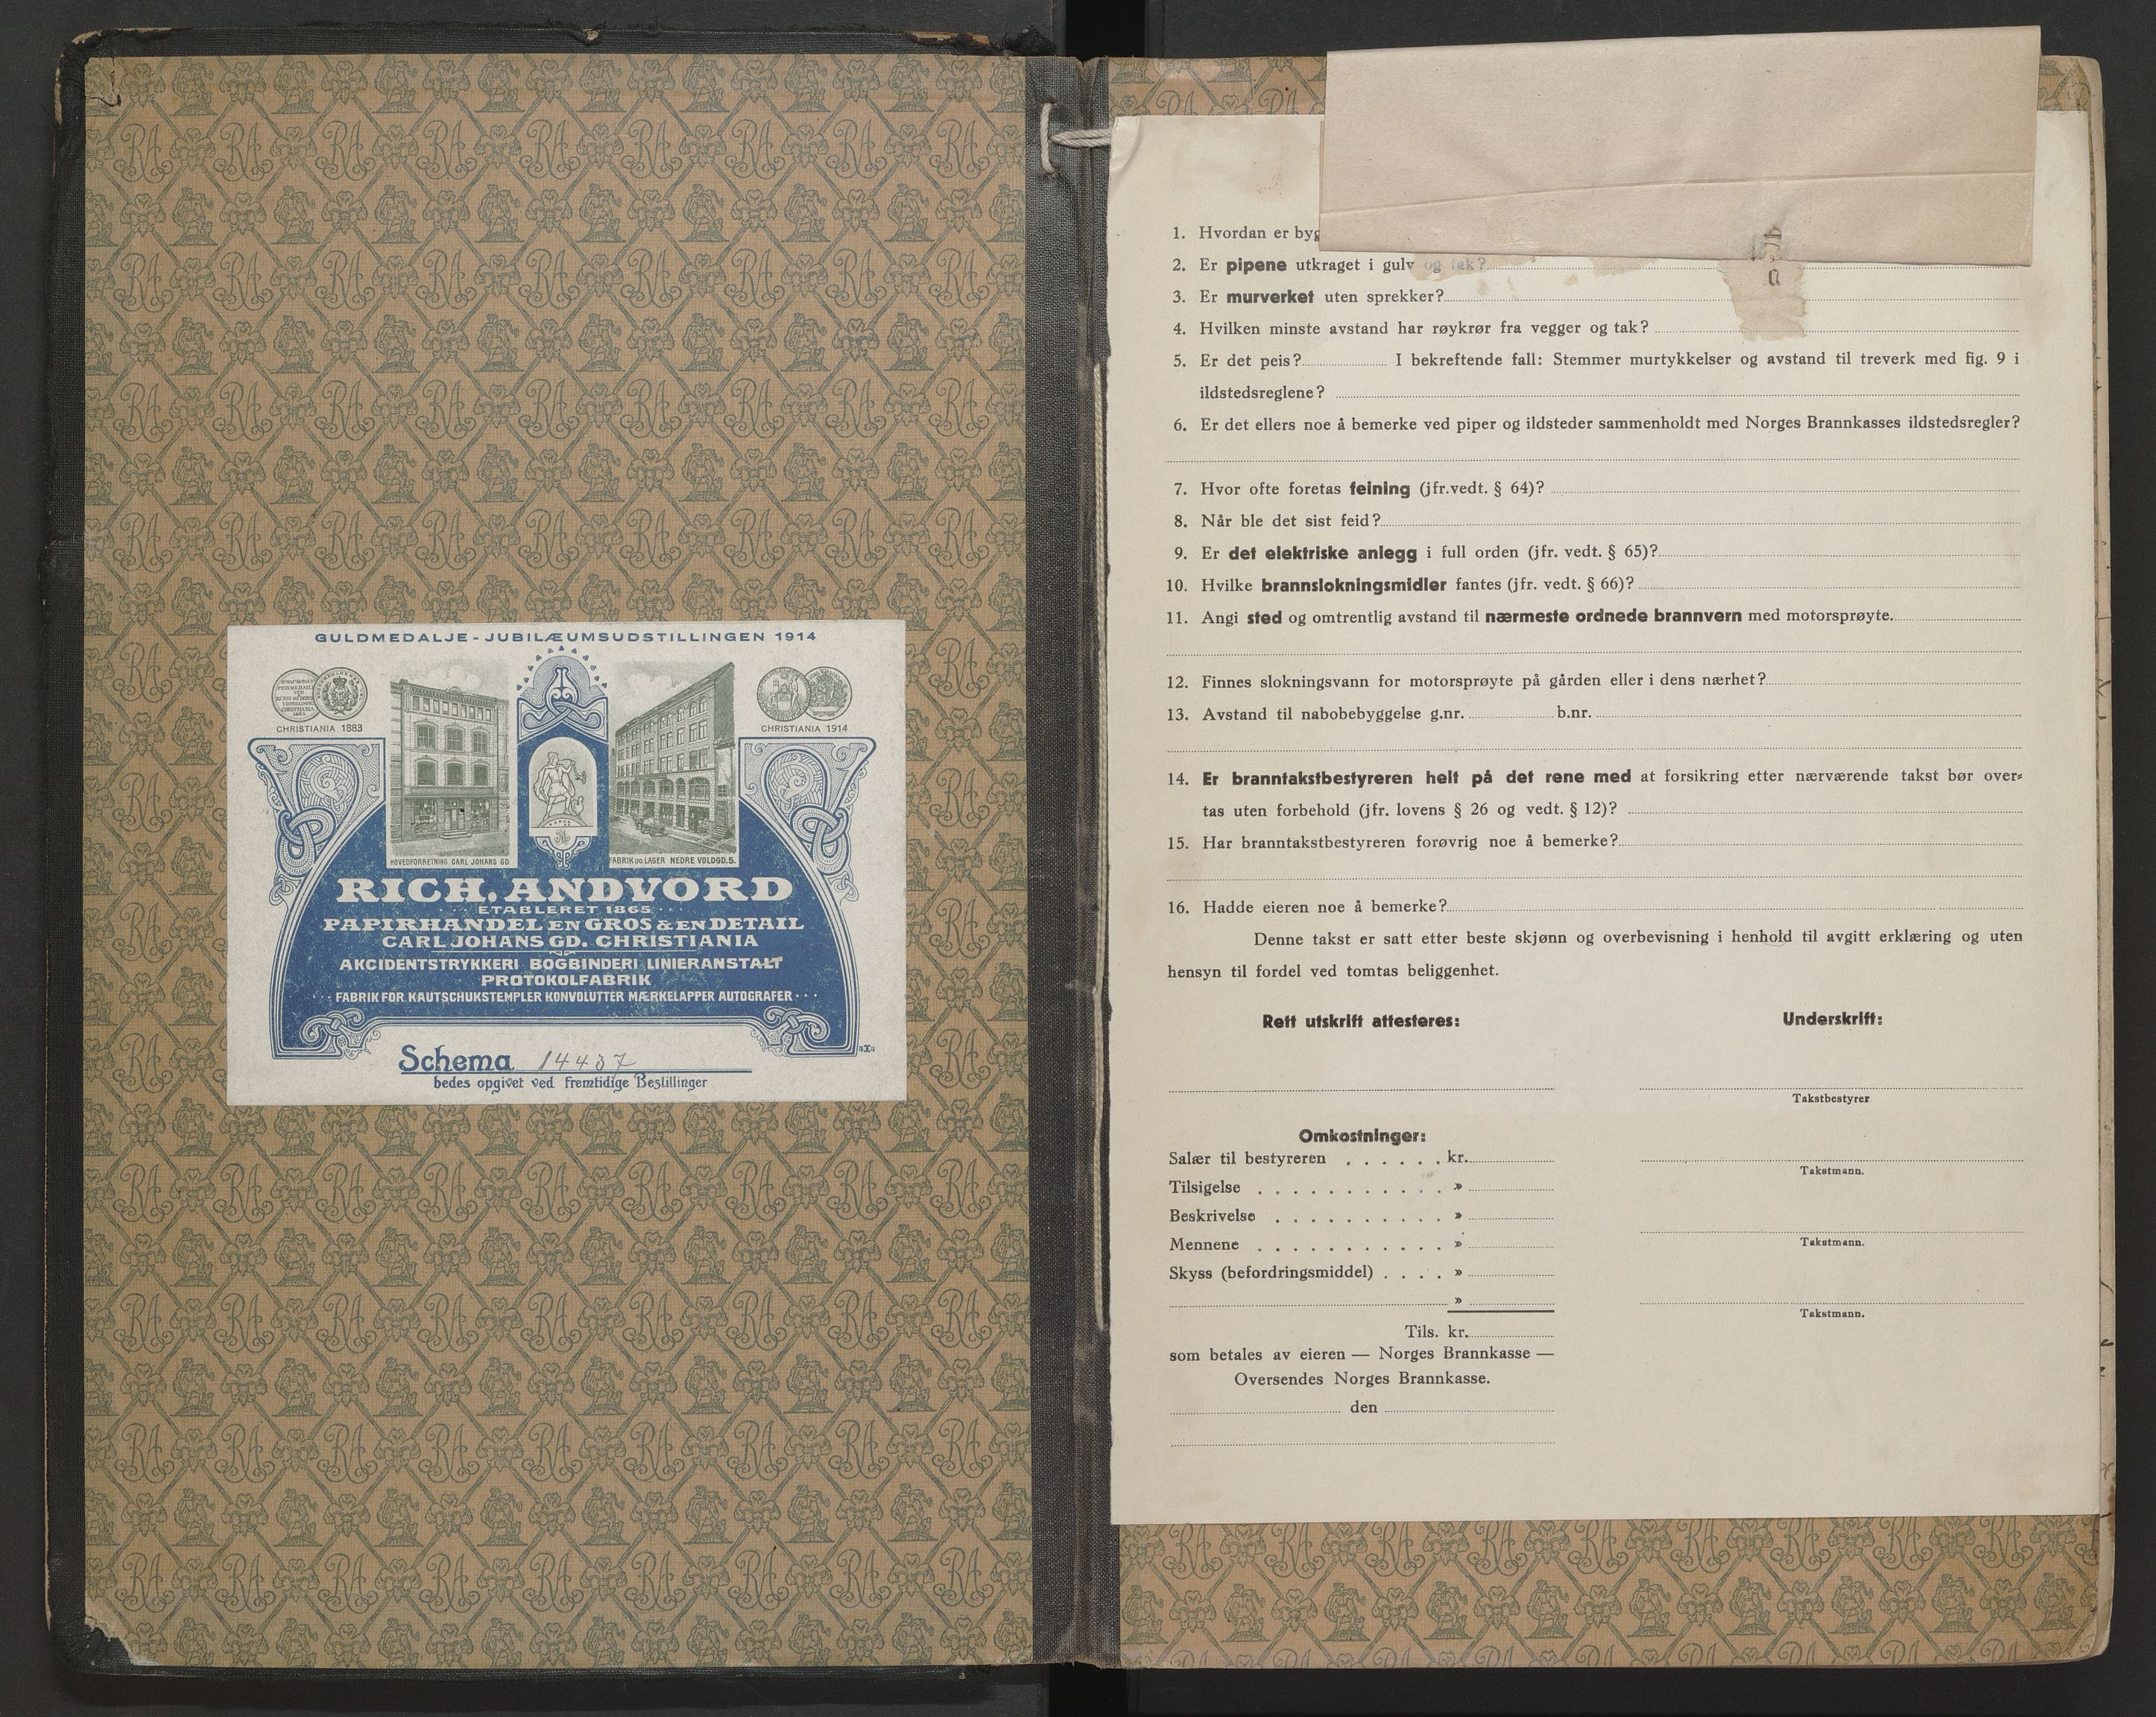 GULDMEDALJE-JUBILÆUMSUDSTILLINGEN 1914
CHRISTIANIA 1883
CHRISTIANIA 1914
HOVEDFORRETNING CARL JOHANS GD.
FABRIK OG LAGER NEDRE VOLDGD.5.
RICH. ANDVORD
ETABLERET 1865
PAPIRHANDEL EN GROS & EN DETAIL
CARL JOHANS GD. CHRISTIANIA
AKCIDENTSTRYKKERI BOGBINDERI LINIERANSTALT
PROTOKOLFABRIK
FABRIK FOR KAUTSCHUKSTEMPLER KONVOLUTTER MÆRKELAPPER AUTOGRAFER
Schema 14437
bedes opgivet ved fremtidige Bestillinger
1. Hvordan er byg
2. Er pipene utkraget i gulv og tak?
3. Er murverket uten sprekker?
4. Hvilken minste avstand har røykrør fra vegger og tak?
5. Er det peis? I bekreftende fall: Stemmer murtykkelser og avstand til treverk med fig. 9 i
ildstedsreglene?
6. Er det ellers noe å bemerke ved piper og ildsteder sammenholdt med Norges Brannkasses ildstedsregler?
7. Hvor ofte foretas feining (jfr.vedt. § 64)?
8. Når ble det sist feid?
9. Er det elektriske anlegg i full orden (jfr. vedt. § 65)?
10. Hvilke brannslokningsmidler fantes (jfr. vedt. § 66)?
11. Angi sted og omtrentlig avstand til nærmeste ordnede brannvern med motorsprøyte.
12. Finnes slokningsvann for motorsprøyte på gården eller i dens nærhet?
13. Avstand til nabobebyggelse g.nr. b.nr.
14. Er branntakstbestyreren helt på det rene med at forsikring etter nærværende takst bør over-
tas uten forbehold (jfr. lovens § 26 og vedt. § 12)?
15. Har branntakstbestyreren forøvrig noe å bemerke?
16. Hadde eieren noe å bemerke?
Denne takst er satt etter beste skjønn og overbevisning i henhold til avgitt erklæring og uten
hensyn til fordel ved tomtas beliggenhet.
Rett utskrift attesteres:
Underskrift:
Takstbestyrer
Omkostninger:
Salær til bestyreren . . . . . . kr.
Takstmann.
Tilsigelse . . . . . . . . . . . »
Beskrivelse . . . . . . . . . . »
Mennene . . . . . . . . . . . »
Takstmann.
Skyss (befordringsmiddel) . . . . »
»
Takstmann.
Tils. kr.
som betales av eieren — Norges Brannkasse —
Oversendes Norges Brannkasse.
den